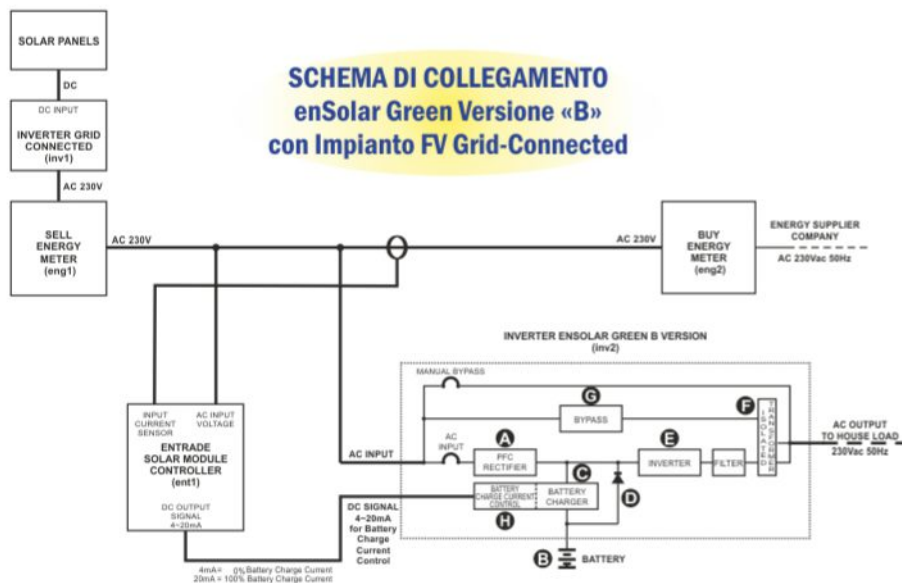 SOLAR PANELS
DC
DC INPUT
INVERTER GRID
CONNECTED
(inv1)
AC 230V
SELL
ENERGY
METER
(eng1)
SCHEMA DI COLLEGAMENTO
enSolar Green Versione «B»
con Impianto FV Grid-Connected
AC 230V
AC 230V
BUY
ENERGY
METER
(eng2)
ENERGY SUPPLIER
COMPANY
AC 230Vac 50Hz
INVERTER ENSOLAR GREEN B VERSION
(inv2)
MANUAL BYPASS
G
BYPASS
F
ISOLATED
TRANSFORMER
INPUT
CURRENT
SENSOR
AC INPUT
VOLTAGE
ENTRADE
SOLAR MODULE
CONTROLLER
(ent1)
DC OUTPUT
SIGNAL
4~20mA
AC INPUT
AC
INPUT
A
PFC
RECTIFIER
E
INVERTER
FILTER
AC OUTPUT
TO HOUSE LOAD
230Vac 50Hz
C
D
BATTERY
CHARGE CURRENT
CONTROL
BATTERY
CHARGER
H
DC SIGNAL
4~20mA
for Battery
Charge
Current
Control
B
BATTERY
4mA= 0% Battery Charge Current
20mA = 100% Battery Charge Current